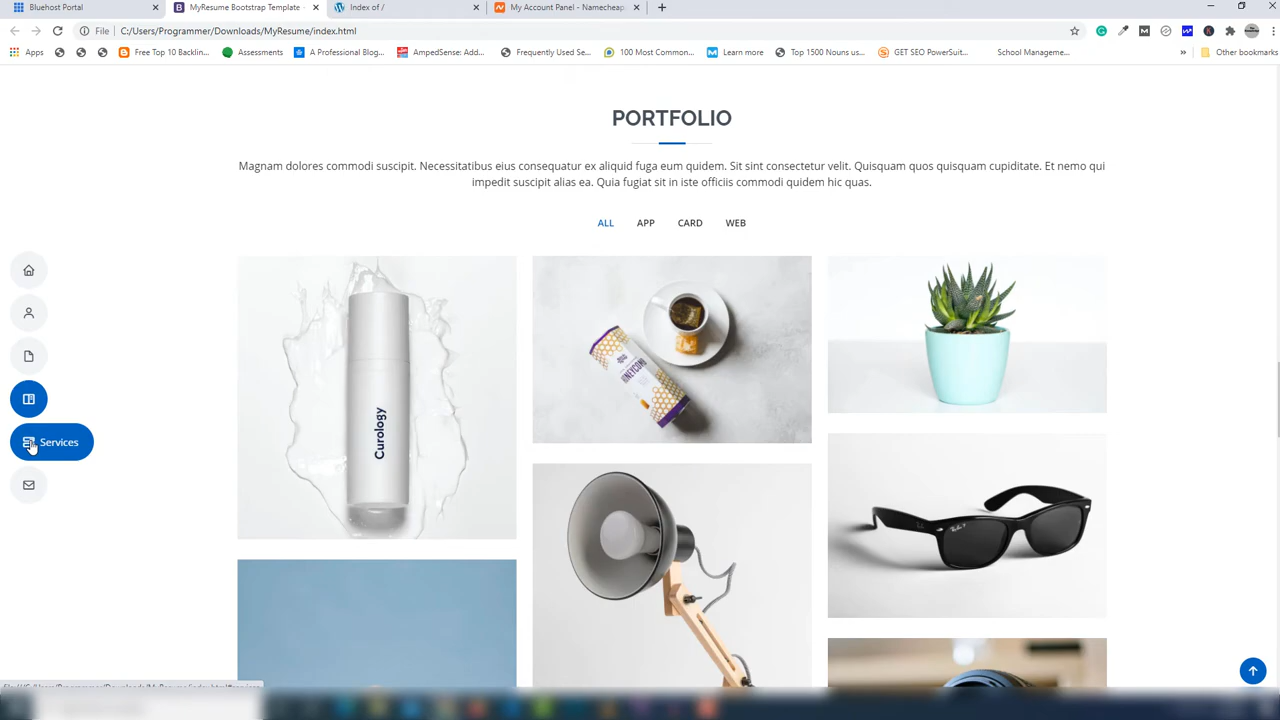 Bluehost Portal
MyResume Bootstrap Template -
Index of /
My Account Panel - Namecheap
File
C:/Users/Programmer/Downloads/MyResume/index.html
Apps
Free Top 10 Backlin...
Assessments
A Professional Blog...
AmpedSense: Add...
Frequently Used Se...
100 Most Common...
Learn more
Top 1500 Nouns us...
GET SEO PowerSuit...
School Manageme...
Other bookmarks
PORTFOLIO
Magnam dolores commodi suscipit. Necessitatibus eius consequatur ex aliquid fuga eum quidem. Sit sint consectetur velit. Quisquam quos quisquam cupiditate. Et nemo qui
impedit suscipit alias ea. Quia fugiat sit in iste officiis commodi quidem hic quas.
ALL
APP
CARD
WEB
Curology
HONEYCOMB
Services